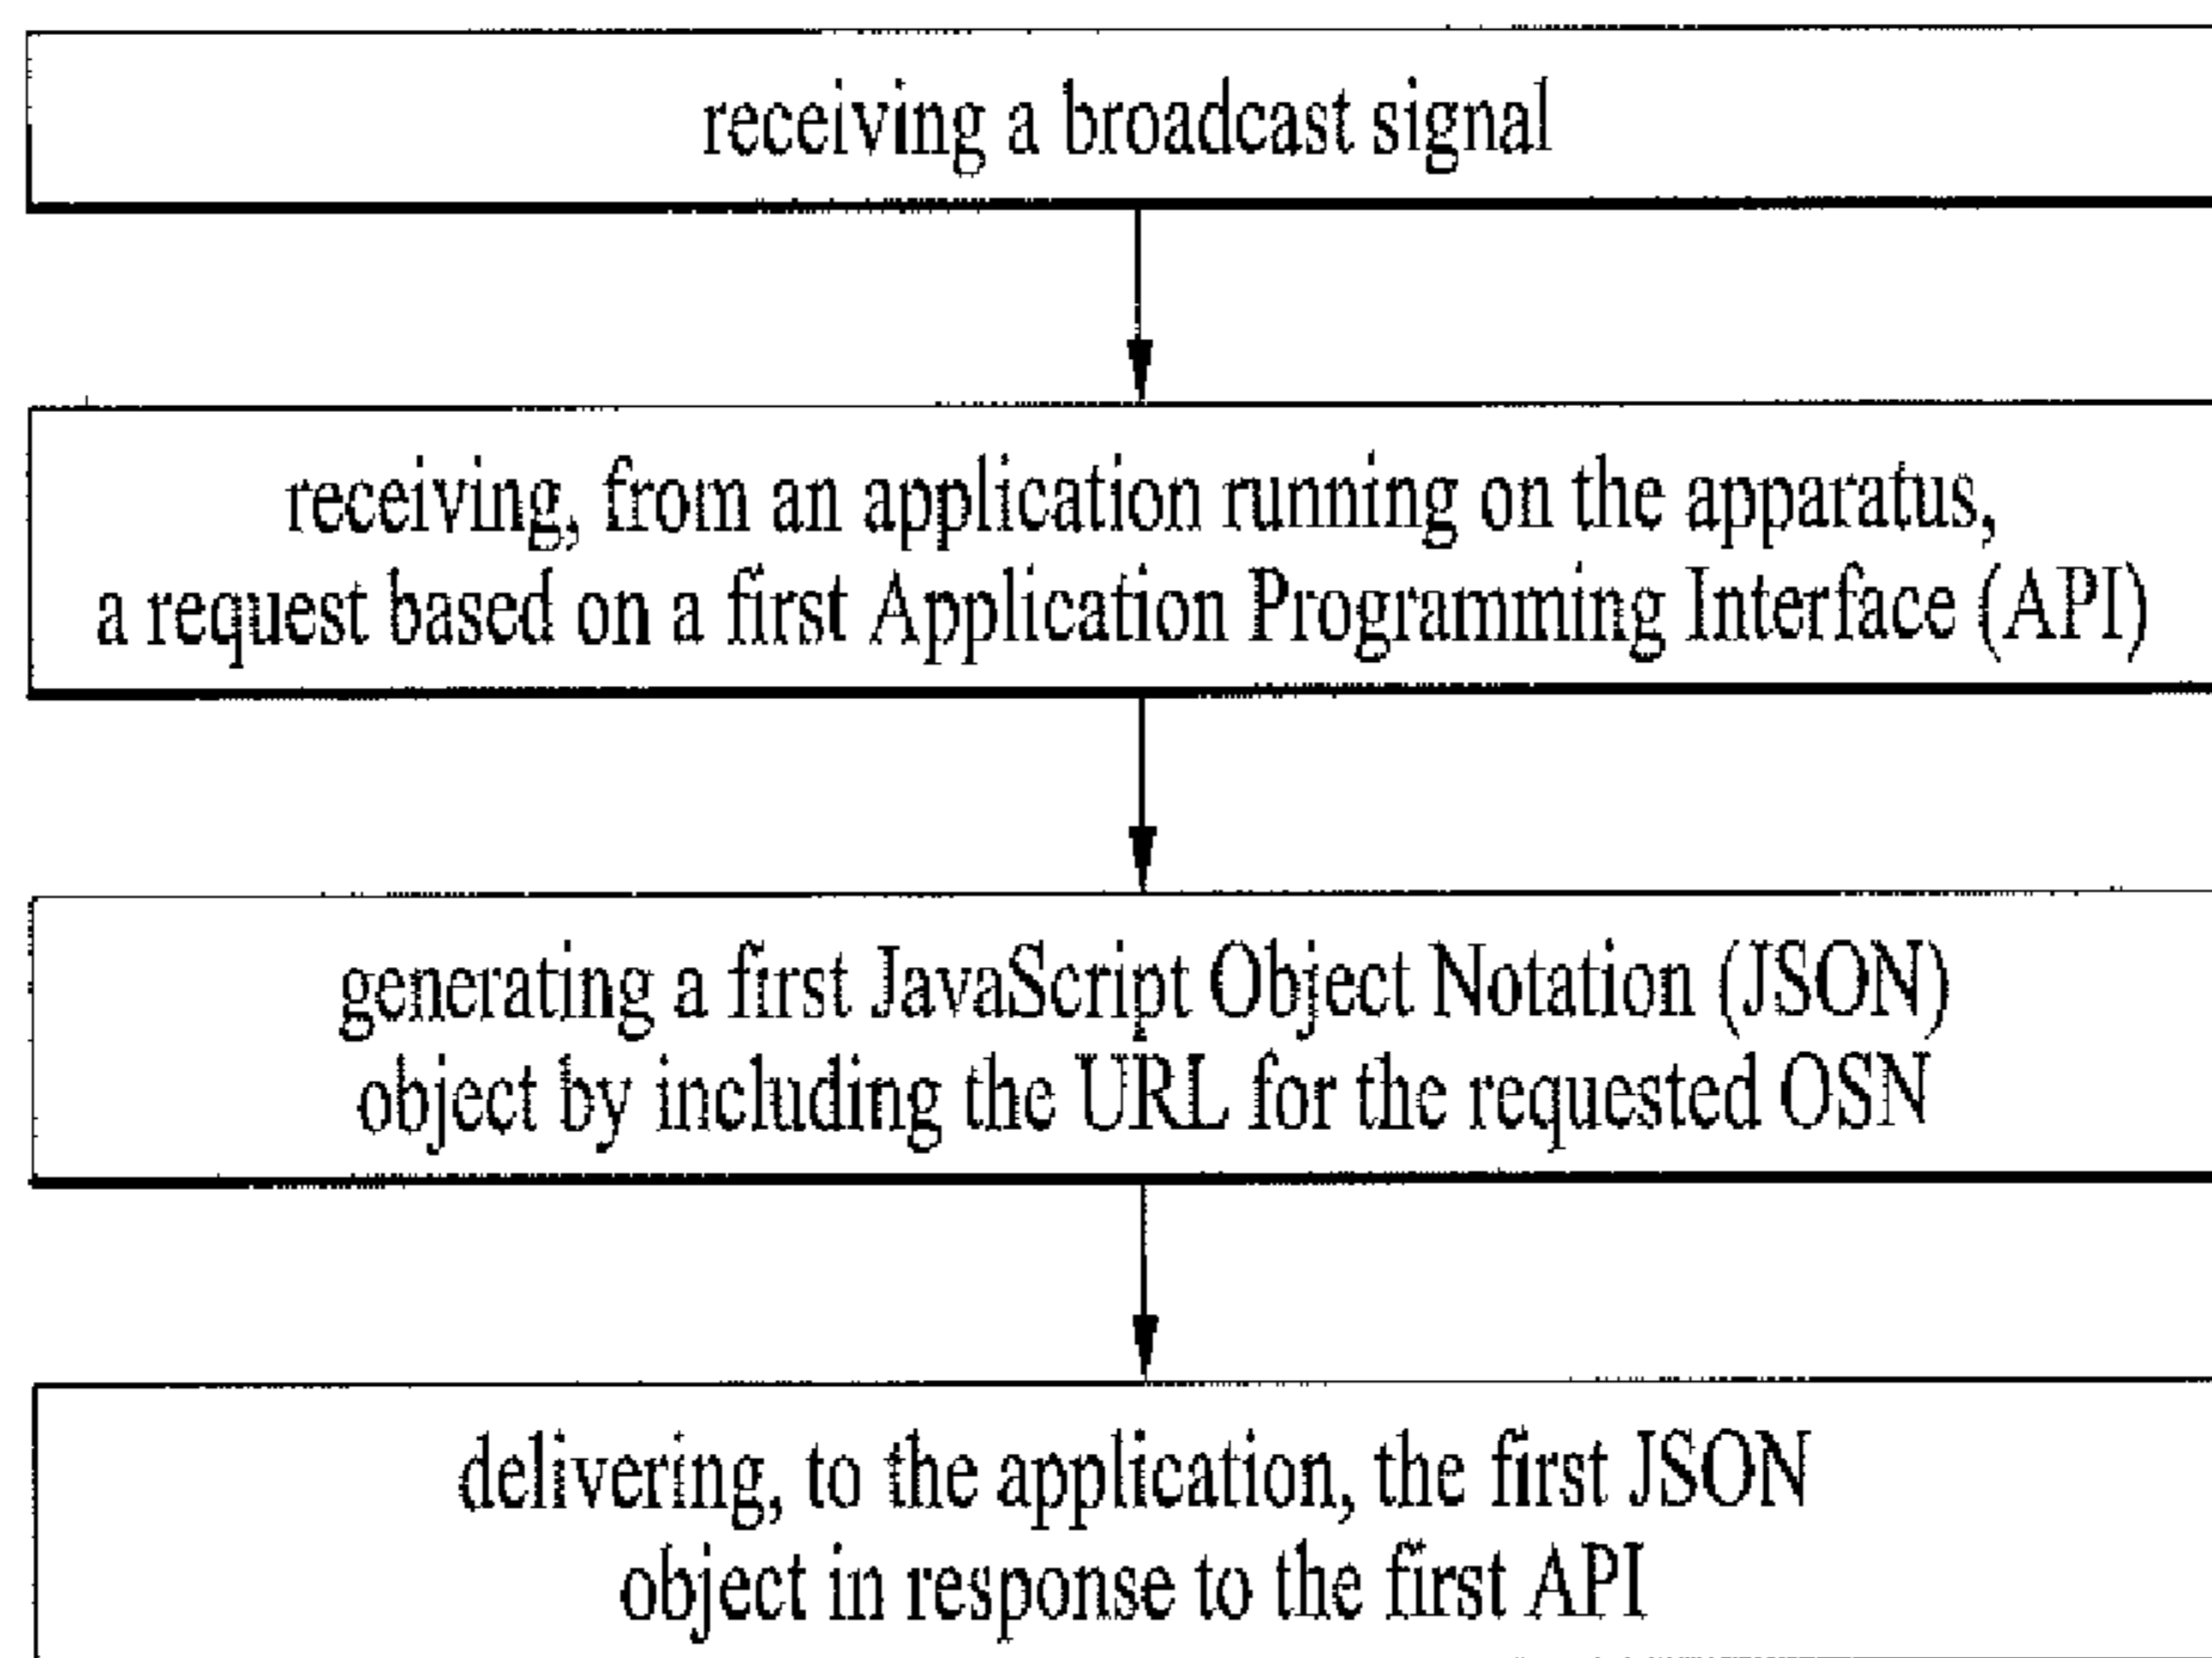 receiving a broadcast signal
receiving, from an application running on the apparatus,
a request based on a first Application Programming Interface (API)
generating a first JavaScript Object Notation (JSON)
object by including the URL for the requested OSN
delivering, to the application, the first JSON
object in response to the first API